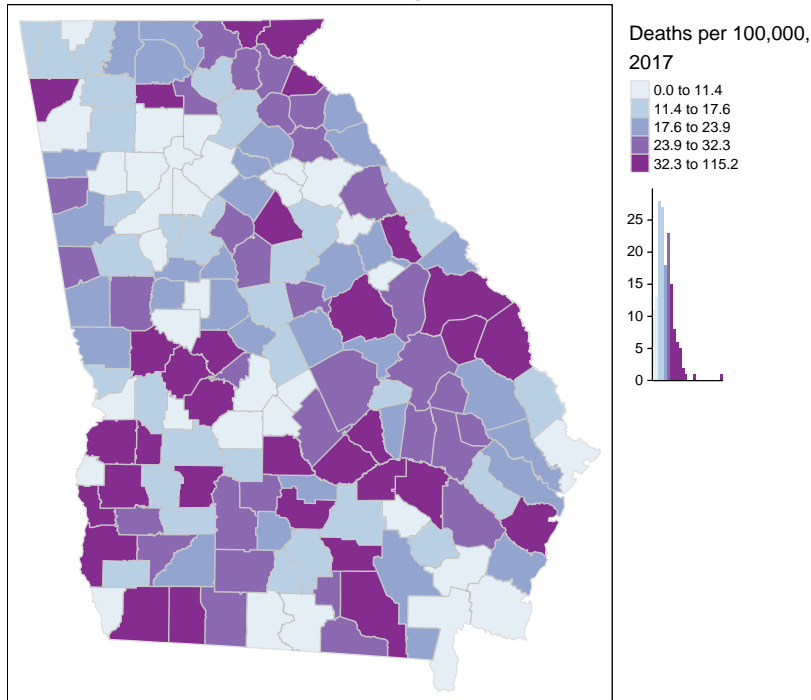 Deaths per 100,000,
2017
0.0 to 11.4
11.4 to 17.6
17.6 to 23.9
23.9 to 32.3
32.3 to 115.2
25
20
15
10
5
0